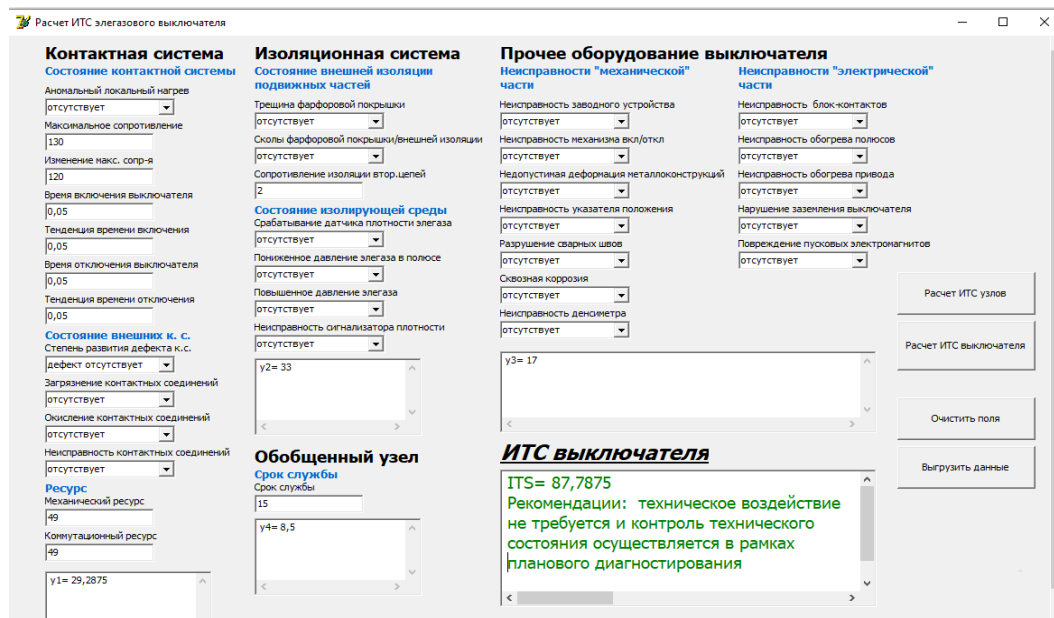 Расчет ИТС элегазового выключателя
Контактная система
Состояние контактной системы
Аномальный локальный нагрев
отсутствует
Максимальное сопротивление
130
Изменение макс. сопр-я
120
Время включения выключателя
0,05
Тенденция времени включения
0,05
Время отключения выключателя
0,05
Тенденция времени отключения
0,05
Состояние внешних к. с.
Степень развития дефекта к.с.
дефект отсутствует
Загрязнение контактных соединений
отсутствует
Окисление контактных соединений
отсутствует
Неисправность контактных соединений
отсутствует
Ресурс
Механический ресурс
49
Коммутационный ресурс
49
y1= 29,2875
Изоляционная система
Состояние внешней изоляции
подвижных частей
Трещина фарфоровой покрышки
отсутствует
Сколы фарфоровой покрышки/внешней изоляции
отсутствует
Сопротивление изоляции втор.цепей
2
Состояние изолирующей среды
Срабатывание датчика плотности элегаза
отсутствует
Пониженное давление элегаза в полюсе
отсутствует
Повышенное давление элегаза
отсутствует
Неисправность сигнализатора плотности
отсутствует
y2= 33
Обобщенный узел
Срок службы
Срок службы
15
y4= 8,5
Прочее оборудование выключателя
Неисправности "механической"
части
Неисправность заводного устройства
отсутствует
Неисправность механизма вкл/откл
отсутствует
Недопустимая деформация металлоконструкций
отсутствует
Неисправность указателя положения
отсутствует
Разрушение сварных швов
отсутствует
Сквозная коррозия
отсутствует
Неисправность денсиметра
отсутствует
Неисправности "электрической"
части
Неисправность блок-контактов
отсутствует
Неисправность обогрева полюсов
отсутствует
Неисправность обогрева привода
отсутствует
Нарушение заземления выключателя
отсутствует
Повреждение пусковых электромагнитов
отсутствует
y3= 17
ИТС выключателя
ITS= 87,7875
Рекомендации: техническое воздействие
не требуется и контроль технического
состояния осуществляется в рамках
планового диагностирования
Расчет ИТС узлов
Расчет ИТС выключателя
Очистить поля
Выгрузить данные